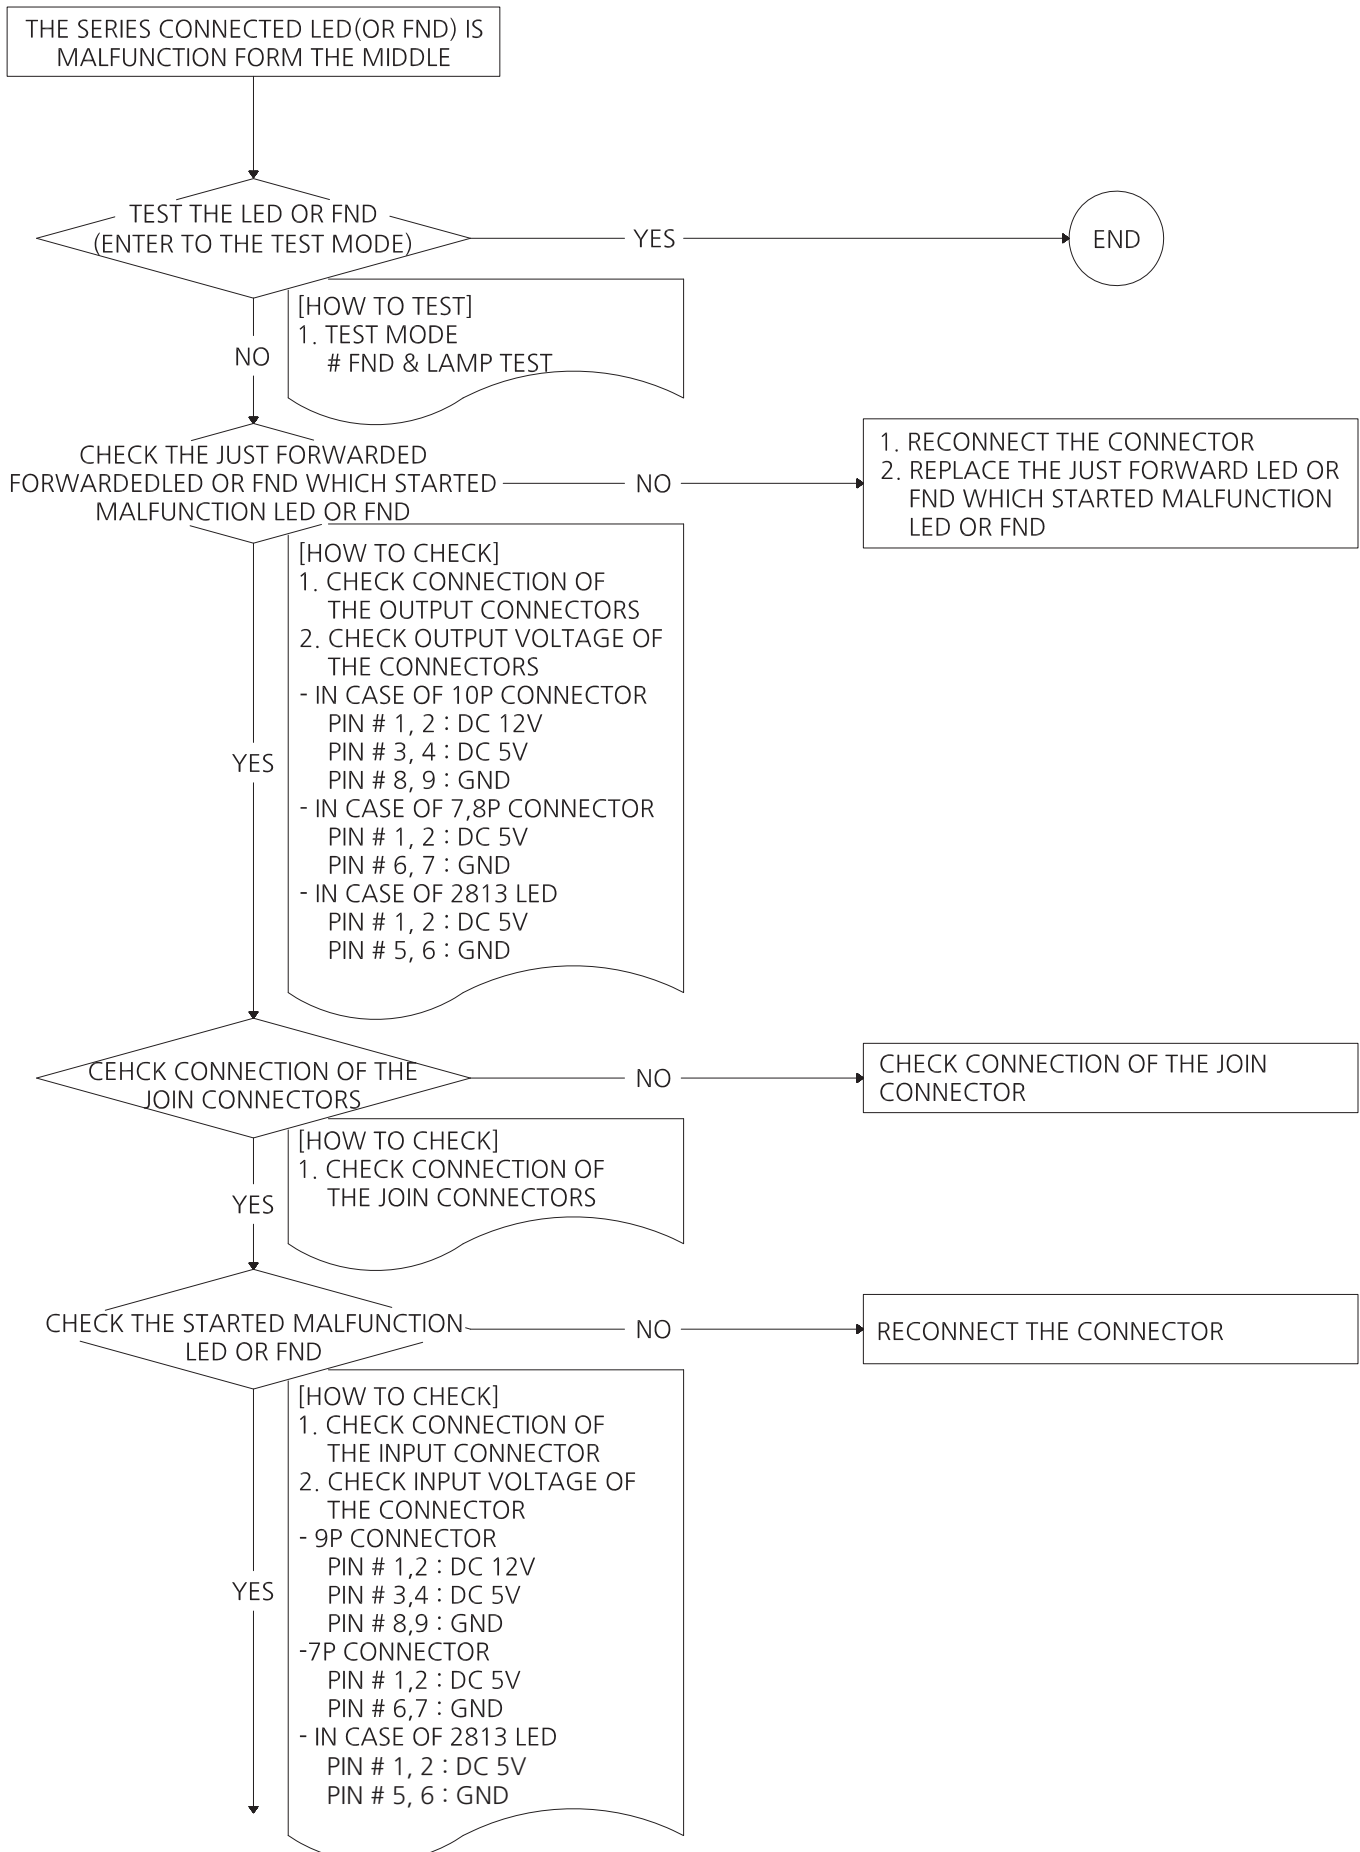 THE SERIES CONNECTED LED(OR FND) IS
MALFUNCTION FORM THE MIDDLE
TEST THE LED OR FND
(ENTER TO THE TEST MODE)
YES
END
[HOW TO TEST]
1. TEST MODE
# FND & LAMP TEST
NO
CHECK THE JUST FORWARDED
FORWARDEDLED OR FND WHICH STARTED
MALFUNCTION LED OR FND
NO
1. RECONNECT THE CONNECTOR
2. REPLACE THE JUST FORWARD LED OR
FND WHICH STARTED MALFUNCTION
LED OR FND
[HOW TO CHECK]
1. CHECK CONNECTION OF
THE OUTPUT CONNECTORS
2. CHECK OUTPUT VOLTAGE OF
THE CONNECTORS
- IN CASE OF 10P CONNECTOR
PIN # 1, 2 : DC 12V
PIN # 3, 4 : DC 5V
PIN # 8, 9 : GND
- IN CASE OF 7,8P CONNECTOR
PIN # 1, 2 : DC 5V
PIN # 6, 7 : GND
- IN CASE OF 2813 LED
PIN # 1, 2 : DC 5V
PIN # 5, 6 : GND
YES
CEHCK CONNECTION OF THE
JOIN CONNECTORS
NO
CHECK CONNECTION OF THE JOIN
CONNECTOR
[HOW TO CHECK]
1. CHECK CONNECTION OF
THE JOIN CONNECTORS
YES
CHECK THE STARTED MALFUNCTION
LED OR FND
NO
RECONNECT THE CONNECTOR
[HOW TO CHECK]
1. CHECK CONNECTION OF
THE INPUT CONNECTOR
2. CHECK INPUT VOLTAGE OF
THE CONNECTOR
- 9P CONNECTOR
PIN # 1,2 : DC 12V
PIN # 3,4 : DC 5V
PIN # 8,9 : GND
-7P CONNECTOR
PIN # 1,2 : DC 5V
PIN # 6,7 : GND
- IN CASE OF 2813 LED
PIN # 1, 2 : DC 5V
PIN # 5, 6 : GND
YES